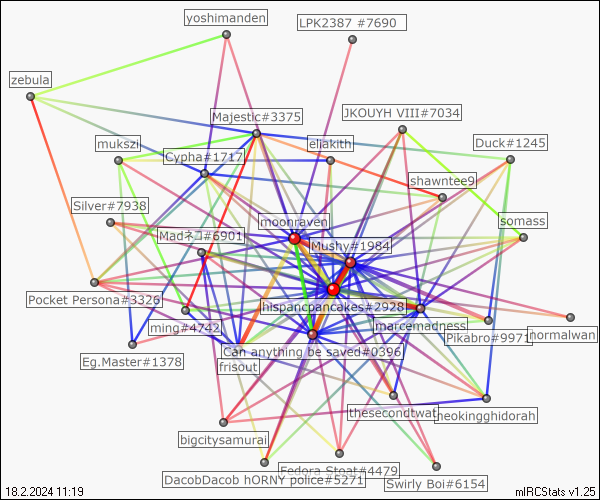 yoshimanden
LPK2387 #7690
zebula
Majestic#3375
JKOUYH VIII#7034
mukszi
eliakith
Duck#1245
Cypha#1717
shawntee9
Silver#7938
moonraven
somass
Madネコ#6901
Mushy#1984
Pocket Persona#3326
hispancpancakes#2928
ming#4742
marcemadness
Pikabro#9971
normalwan
Eg.Master#1378
Can anything be saved#0396
frisout
thesecondtwat
theokingghidorah
bigcitysamurai
Fedora Stoat#4479
DacobDacob hORNY police#5271
Swirly Boi#6154
18.2.2024 11:19
mIRCStats v1.25